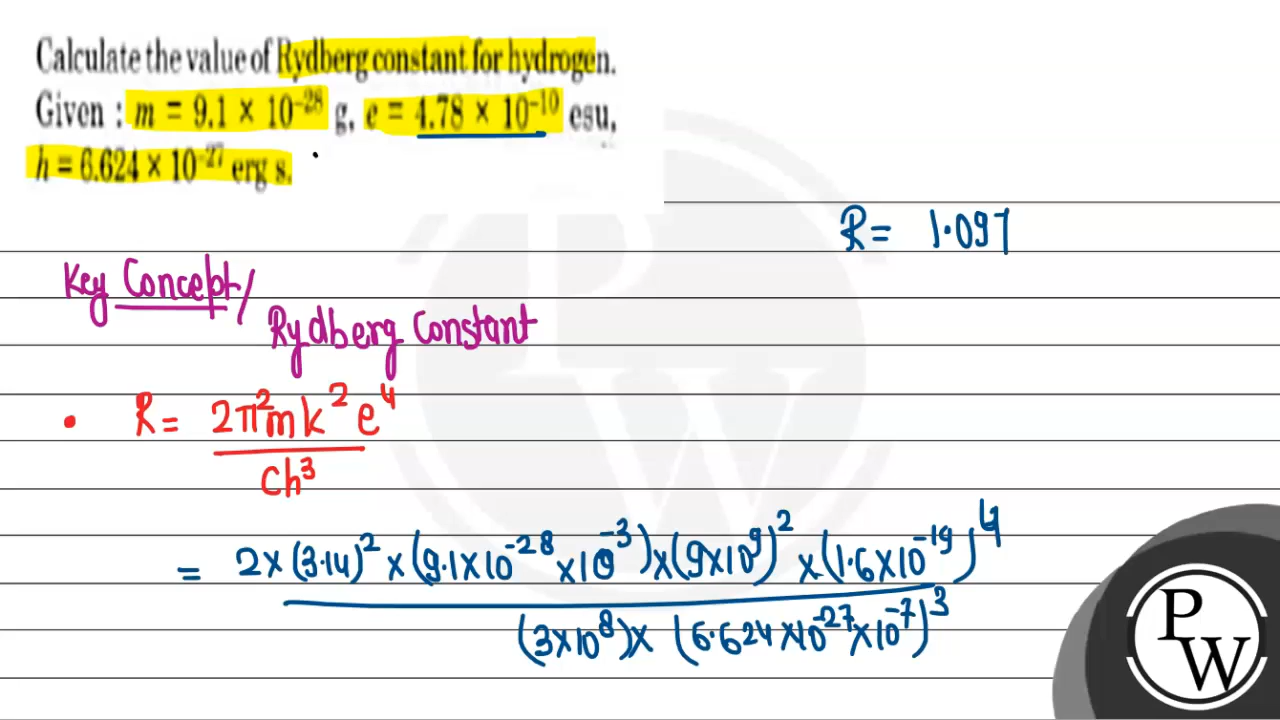 Calculate the value of Rydberg constant for hydrogen.
Given : m = 9.1 × 10⁻²⁸ g, e = 4.78 × 10⁻¹⁰ esu,
h = 6.624 × 10⁻²⁷ erg s.
R = 1.097
Key Concept/
Rydberg Constant
• R = 2π²mk²e⁴
ch³
= 2×(3.14)²×(9.1×10⁻²⁸×10⁻³)×(9×10⁹)²×(1.6×10⁻¹⁹)⁴
(3×10⁸)×(6.624×10⁻²⁷×10⁻⁷)³
P
W
P
W